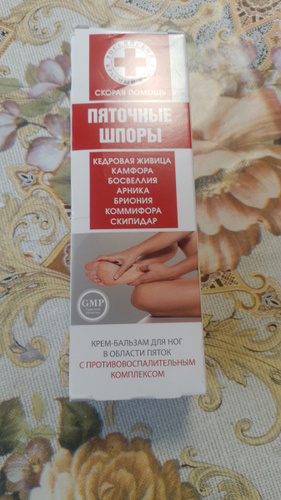 СКОРАЯ ПОМОЩЬ
ПЯТОЧНЫЕ
ШПОРЫ
КЕДРОВАЯ ЖИВИЦА
КАМФОРА
БОСВЕЛЛИЯ
АРНИКА
БРИОНИЯ
КОММИФОРА
СКИПИДАР
GMP
КРЕМ-БАЛЬЗАМ ДЛЯ НОГ
В ОБЛАСТИ ПЯТОК
С ПРОТИВОВОСПАЛИТЕЛЬНЫМ
КОМПЛЕКСОМ